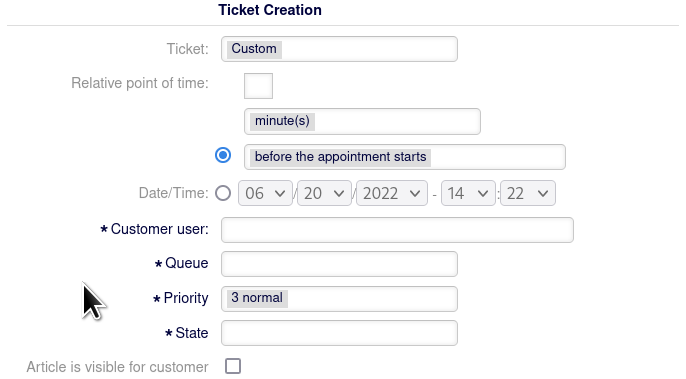 Ticket Creation
Ticket: Custom
Relative point of time:
minute(s)
before the appointment starts
Date/Time: 06 / 20 / 2022 - 14 : 22
* Customer user:
* Queue
* Priority 3 normal
* State
Article is visible for customer